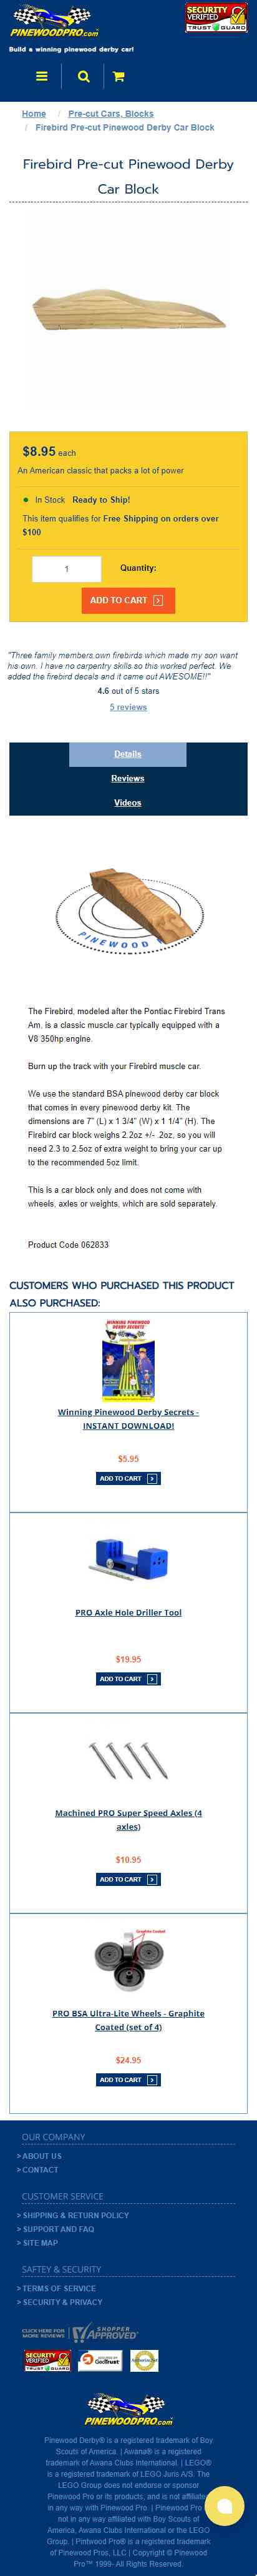 PINEWOODPRO.com
SECURITY
VERIFIED
TRUST GUARD
Build a winning pinewood derby car!
Home / Pre-cut Cars, Blocks
/ Firebird Pre-cut Pinewood Derby Car Block
Firebird Pre-cut Pinewood Derby
Car Block
$8.95 each
An American classic that packs a lot of power
In Stock Ready to Ship!
This item qualifies for Free Shipping on orders over
$100
1 Quantity:
ADD TO CART
"Three family members own firebirds which made my son want
his own. I have no carpentry skills so this worked perfect. We
added the firebird decals and it came out AWESOME!!"
4.6 out of 5 stars
5 reviews
Details
Reviews
Videos
PINEWOOD
The Firebird, modeled after the Pontiac Firebird Trans
Am, is a classic muscle car typically equipped with a
V8 350hp engine.
Burn up the track with your Firebird muscle car.
We use the standard BSA pinewood derby car block
that comes in every pinewood derby kit. The
dimensions are 7" (L) x 1 3/4" (W) x 1 1/4" (H). The
Firebird car block weighs 2.2oz +/- .2oz, so you will
need 2.3 to 2.5oz of extra weight to bring your car up
to the recommended 5oz limit.
This is a car block only and does not come with
wheels, axles or weights, which are sold separately.
Product Code 062833
CUSTOMERS WHO PURCHASED THIS PRODUCT
ALSO PURCHASED:
WINNING PINEWOOD
DERBY SECRETS
Winning Pinewood Derby Secrets -
INSTANT DOWNLOAD!
$5.95
ADD TO CART
PRO Axle Hole Driller Tool
$19.95
ADD TO CART
Machined PRO Super Speed Axles (4
axles)
$10.95
ADD TO CART
Graphite Coated
PRO BSA Ultra-Lite Wheels - Graphite
Coated (set of 4)
$24.95
ADD TO CART
OUR COMPANY
> ABOUT US
> CONTACT
CUSTOMER SERVICE
> SHIPPING & RETURN POLICY
> SUPPORT AND FAQ
> SITE MAP
SAFTEY & SECURITY
> TERMS OF SERVICE
> SECURITY & PRIVACY
CLICK HERE FOR
MORE REVIEWS
SHOPPER
APPROVED
SECURITY
VERIFIED
TRUST GUARD
GeoTrust
PINEWOODPRO.com
Pinewood Derby® is a registered trademark of Boy
Scouts of America. | Awana® is a registered
trademark of Awana Clubs International. | LEGO®
is a registered trademark of LEGO Juris A/S. The
LEGO Group does not endorse or sponsor
Pinewood Pro or its products, and is not affiliated
in any way with Pinewood Pro. | Pinewood Pro is
not in any way affiliated with Boy Scouts of
America, Awana Clubs International or the LEGO
Group. | Pintwood Pro® is a registered trademark
of Pinewood Pros, LLC | Copyright © Pinewood
Pro™ 1999- All Rights Reserved.